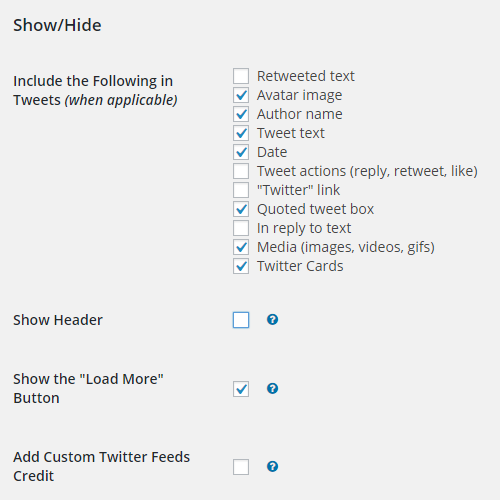 Show/Hide
Include the Following in
Tweets (when applicable)
Retweeted text
Avatar image
Author name
Tweet text
Date
Tweet actions (reply, retweet, like)
"Twitter" link
Quoted tweet box
In reply to text
Media (images, videos, gifs)
Twitter Cards
Show Header
?
Show the "Load More"
Button
?
Add Custom Twitter Feeds
Credit
?